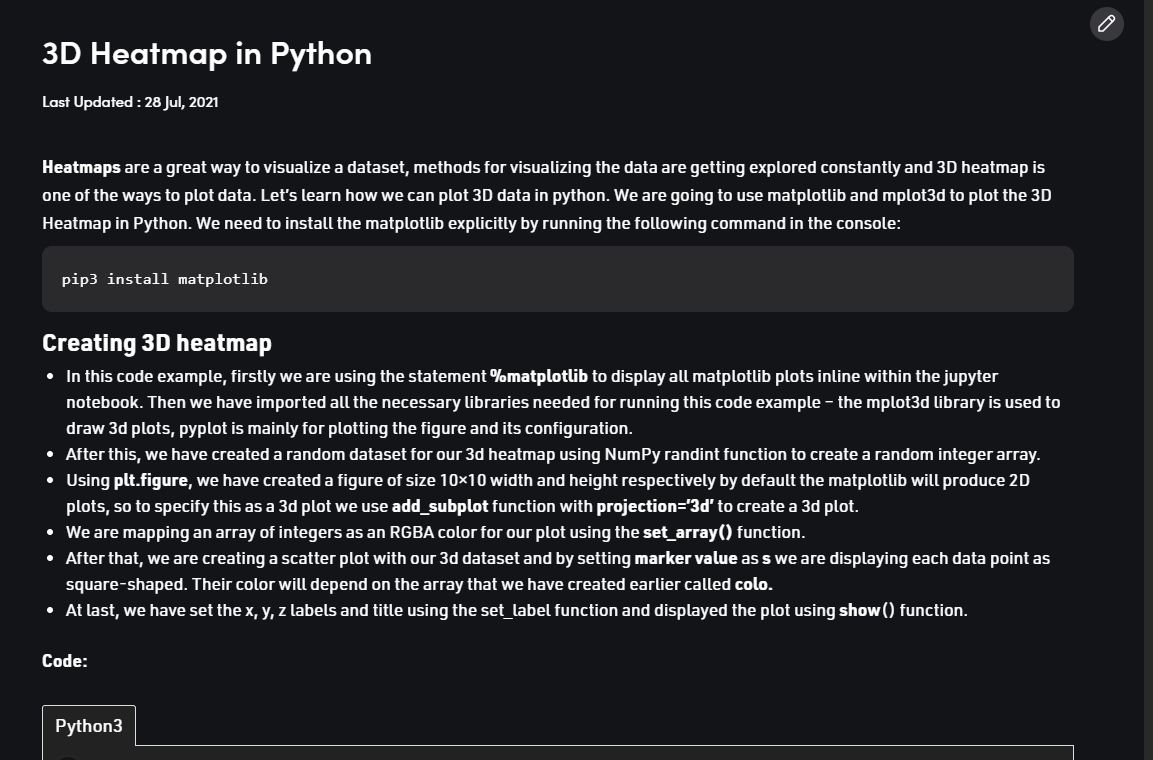 3D Heatmap in Python
Last Updated : 28 Jul, 2021
Heatmaps are a great way to visualize a dataset, methods for visualizing the data are getting explored constantly and 3D heatmap is
one of the ways to plot data. Let’s learn how we can plot 3D data in python. We are going to use matplotlib and mplot3d to plot the 3D
Heatmap in Python. We need to install the matplotlib explicitly by running the following command in the console:
pip3 install matplotlib
Creating 3D heatmap
• In this code example, firstly we are using the statement %matplotlib to display all matplotlib plots inline within the jupyter
notebook. Then we have imported all the necessary libraries needed for running this code example – the mplot3d library is used to
draw 3d plots, pyplot is mainly for plotting the figure and its configuration.
• After this, we have created a random dataset for our 3d heatmap using NumPy randint function to create a random integer array.
• Using plt.figure, we have created a figure of size 10×10 width and height respectively by default the matplotlib will produce 2D
plots, so to specify this as a 3d plot we use add_subplot function with projection=’3d’ to create a 3d plot.
• We are mapping an array of integers as an RGBA color for our plot using the set_array() function.
• After that, we are creating a scatter plot with our 3d dataset and by setting marker value as s we are displaying each data point as
square-shaped. Their color will depend on the array that we have created earlier called colo.
• At last, we have set the x, y, z labels and title using the set_label function and displayed the plot using show() function.
Code:
Python3